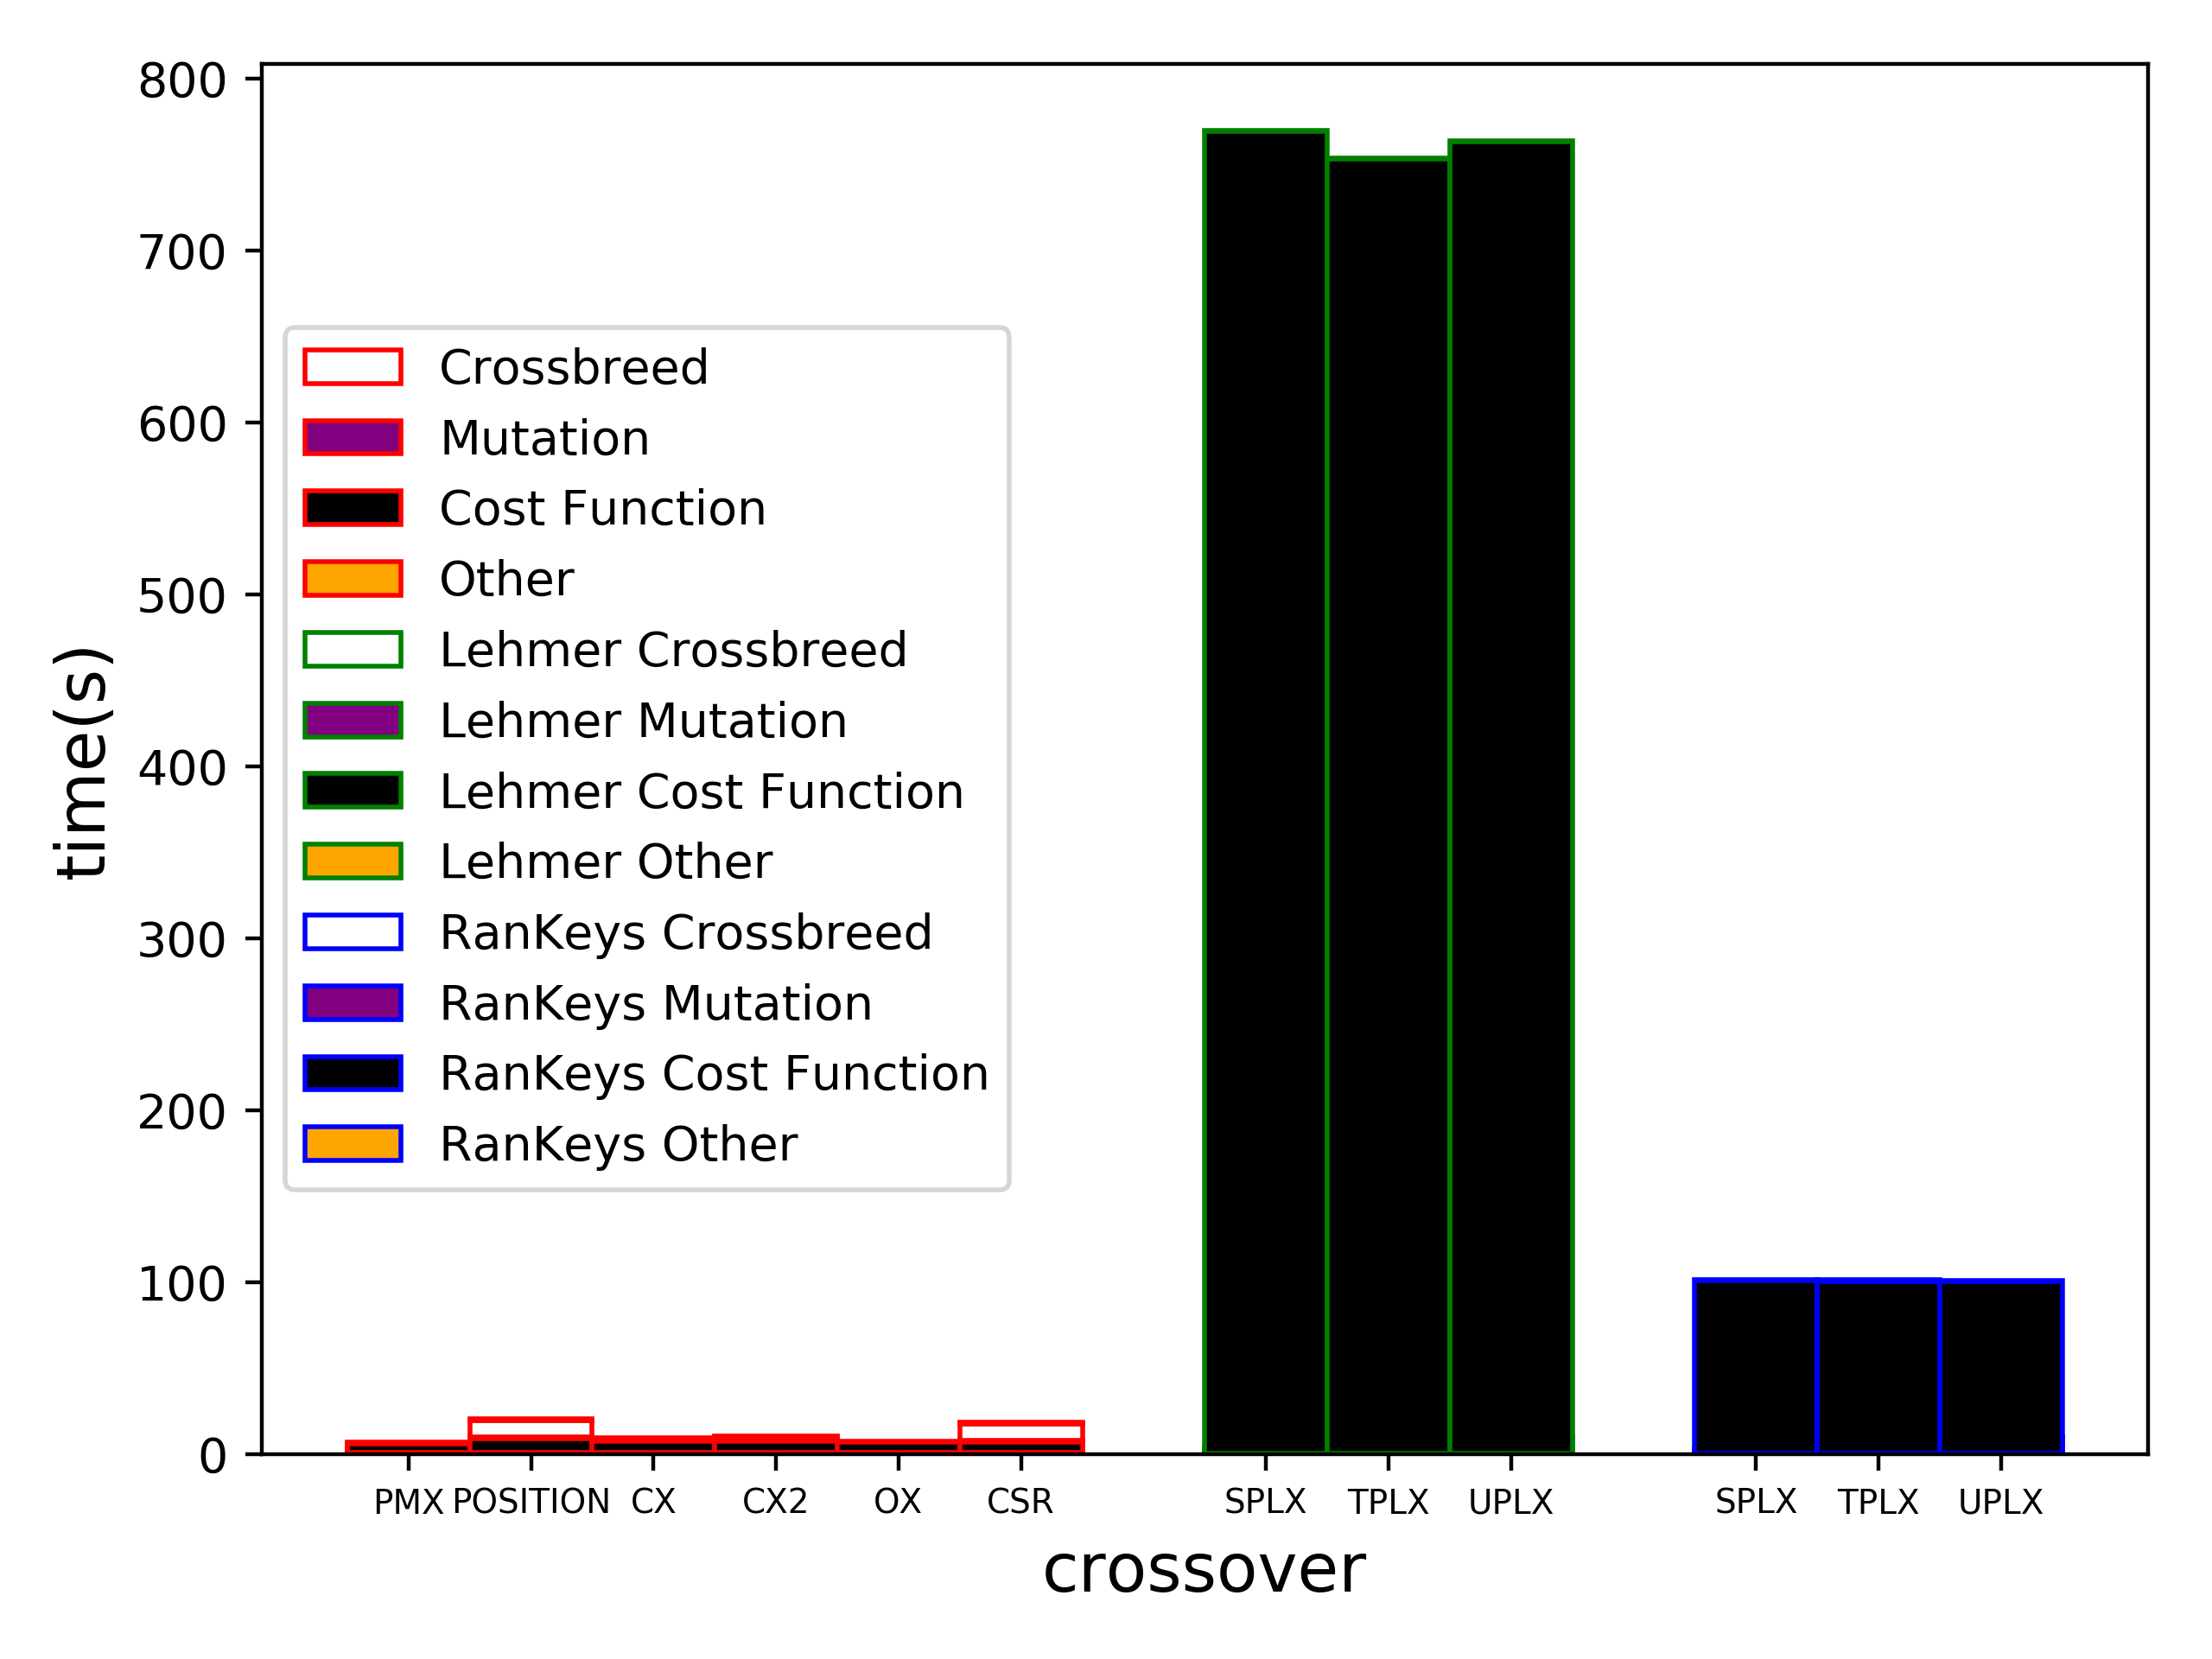 800
700
600
500
400
300
200
100
0
time(s)
Crossbreed
Mutation
Cost Function
Other
Lehmer Crossbreed
Lehmer Mutation
Lehmer Cost Function
Lehmer Other
RanKeys Crossbreed
RanKeys Mutation
RanKeys Cost Function
RanKeys Other
PMX POSITION CX CX2 OX CSR SPLX TPLX UPLX SPLX TPLX UPLX
crossover